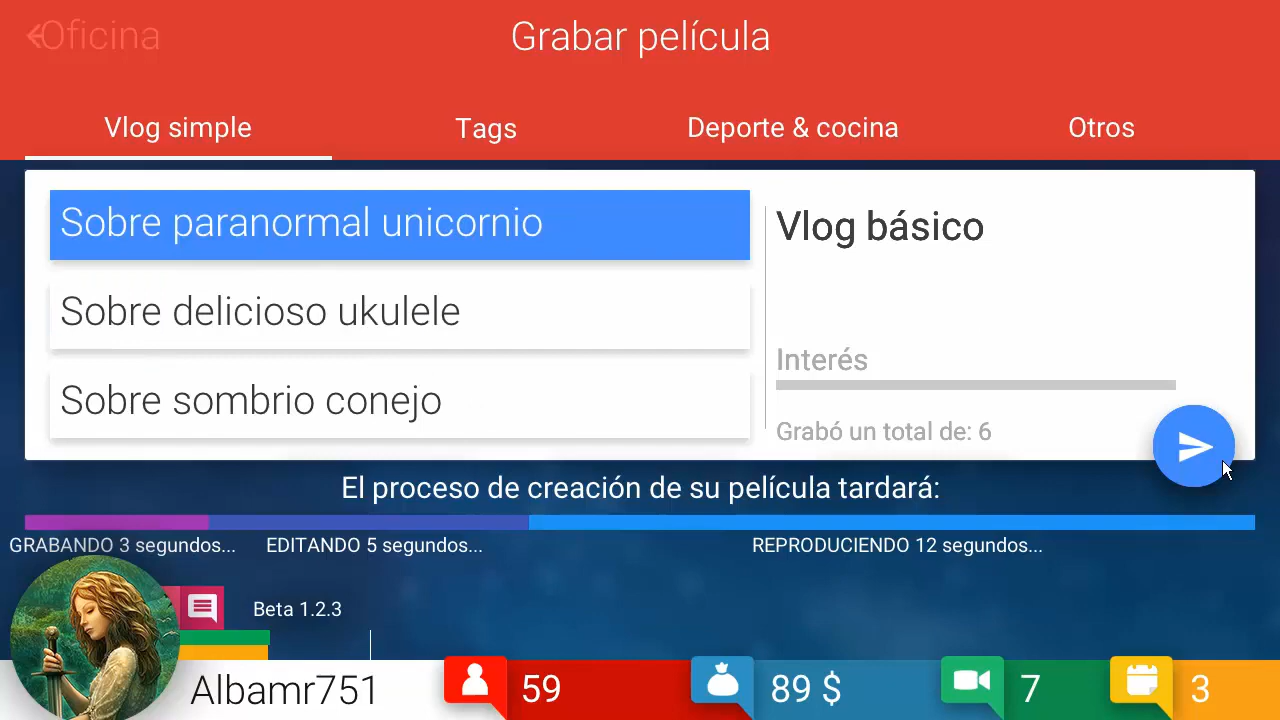 Oficina
Grabar película
Vlog simple
Tags
Deporte & cocina
Otros
Sobre paranormal unicornio
Sobre delicioso ukulele
Sobre sombrio conejo
Vlog básico
Interés
Grabó un total de: 6
El proceso de creación de su película tardará:
GRABANDO 3 segundos...
EDITANDO 5 segundos...
REPRODUCIENDO 12 segundos...
Beta 1.2.3
Albamr751
59
89 $
7
3